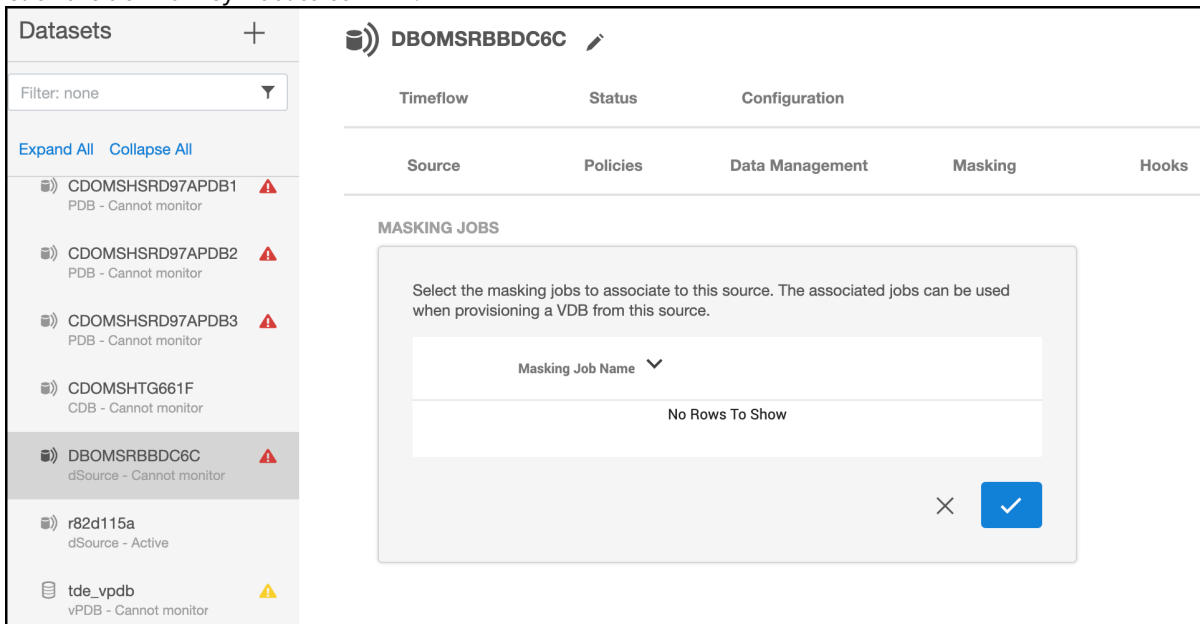 Datasets
Filter: none
Expand All Collapse All
CDOMSHSRD97APDB1
PDB - Cannot monitor
CDOMSHSRD97APDB2
PDB - Cannot monitor
CDOMSHSRD97APDB3
PDB - Cannot monitor
CDOMSHTG661F
CDB - Cannot monitor
DBOMSRBBDC6C
dSource - Cannot monitor
r82d115a
dSource - Active
tde_vpdb
vPDB - Cannot monitor
DBOMSRBBDC6C
Timeflow Status Configuration
Source Policies Data Management Masking Hooks
MASKING JOBS
Select the masking jobs to associate to this source. The associated jobs can be used
when provisioning a VDB from this source.
Masking Job Name
No Rows To Show